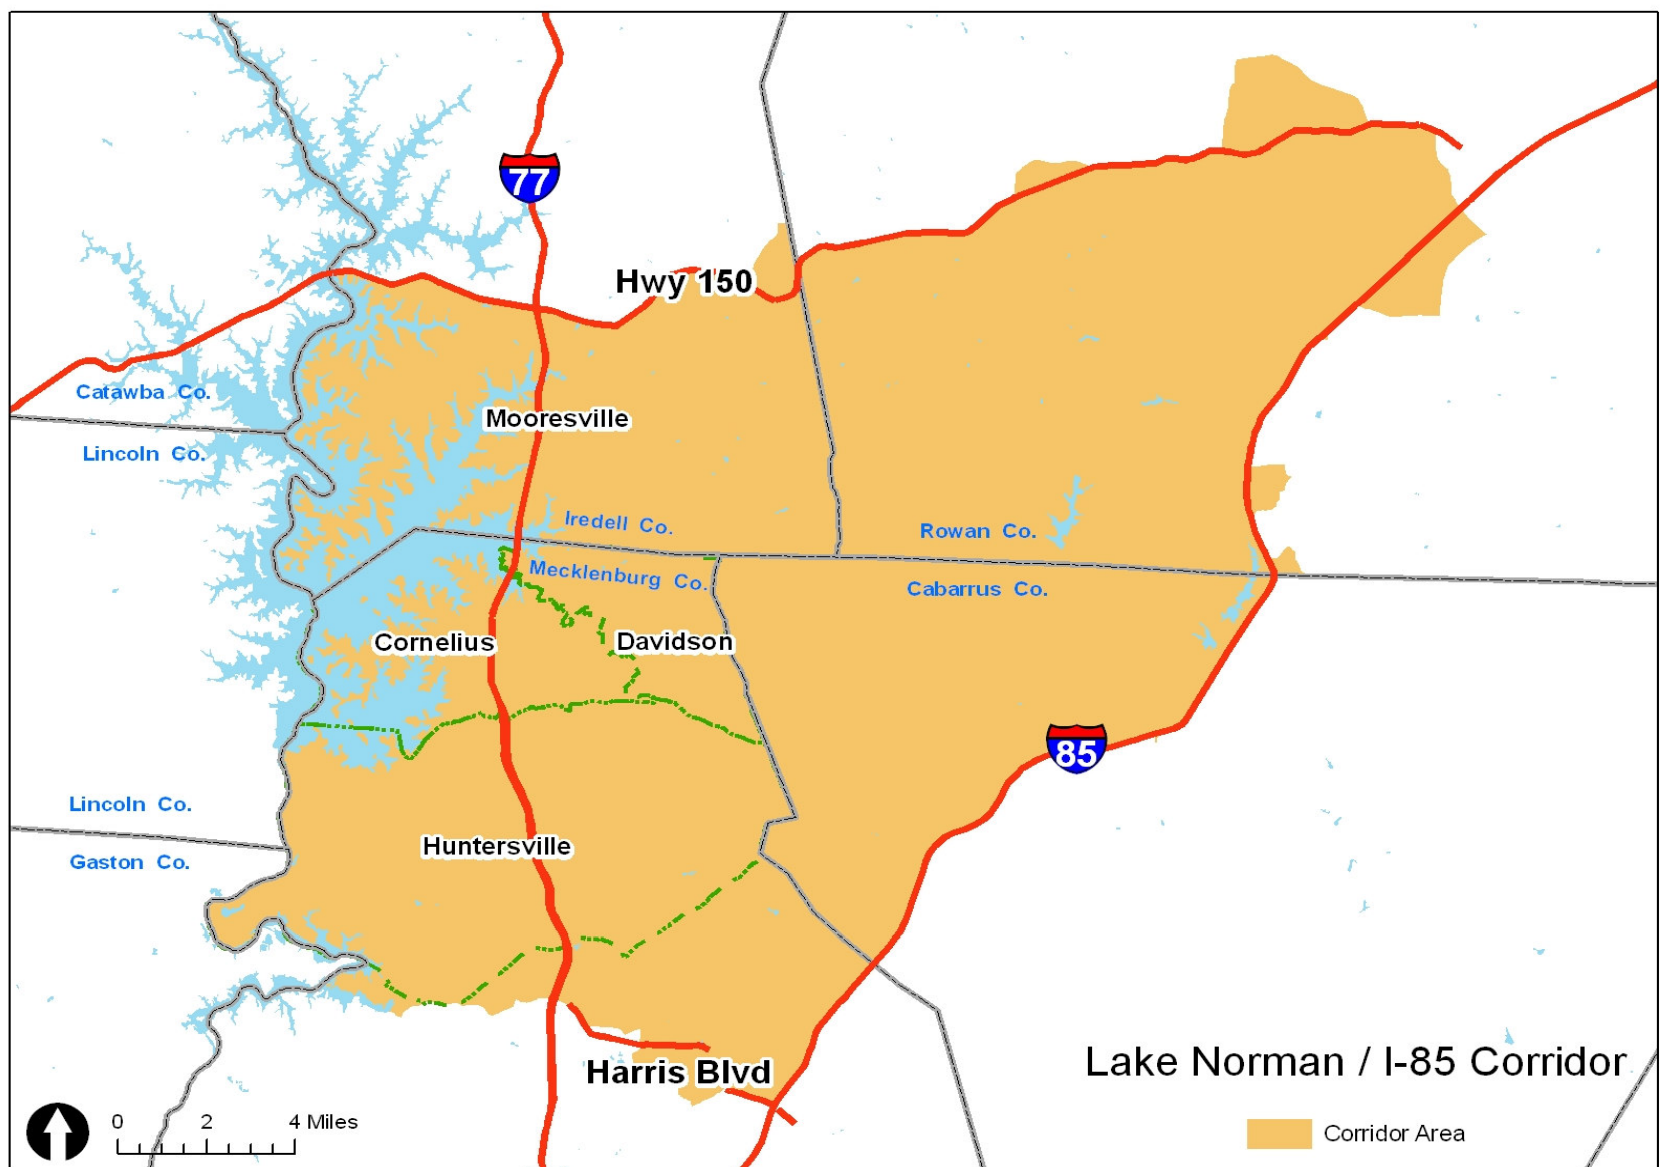 77
Hwy 150
Catawba Co.
Mooresville
Lincoln Co.
Iredell Co.
Rowan Co.
Mecklenburg Co.
Cabarrus Co.
Cornelius
Davidson
85
Lincoln Co.
Huntersville
Gaston Co.
Lake Norman / I-85 Corridor
Harris Blvd
0 2 4 Miles
Corridor Area